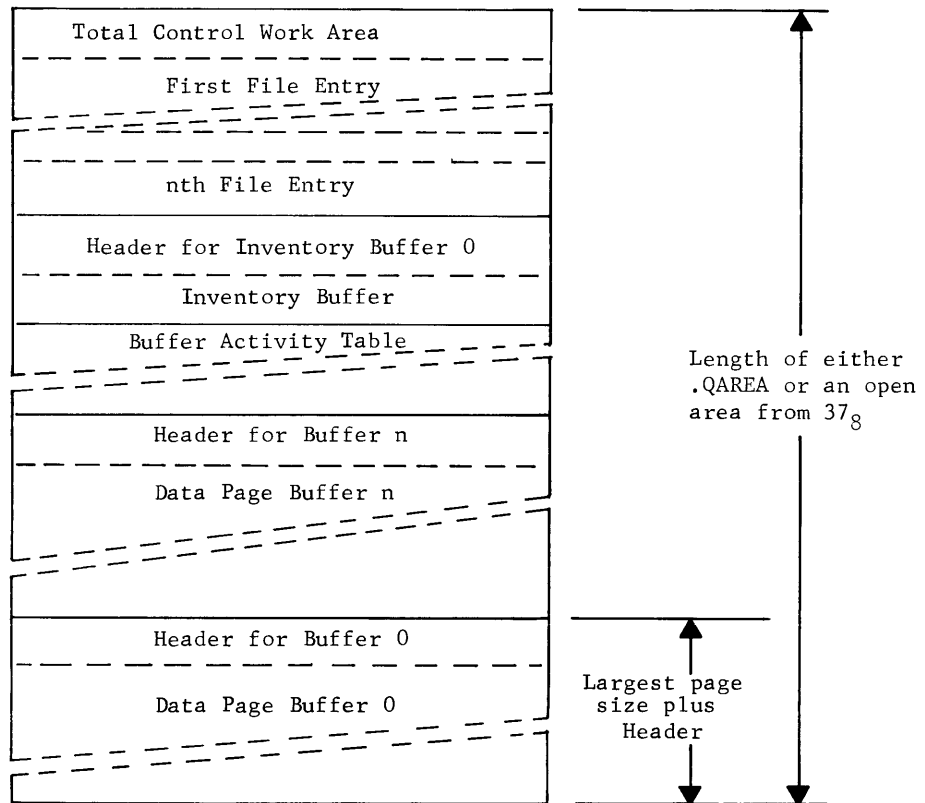 Total Control Work Area
First File Entry
nth File Entry
Header for Inventory Buffer 0
Inventory Buffer
Buffer Activity Table
Header for Buffer n
Data Page Buffer n
Header for Buffer 0
Data Page Buffer 0
Length of either
.QAREA or an open
area from 37₈
Largest page
size plus
Header